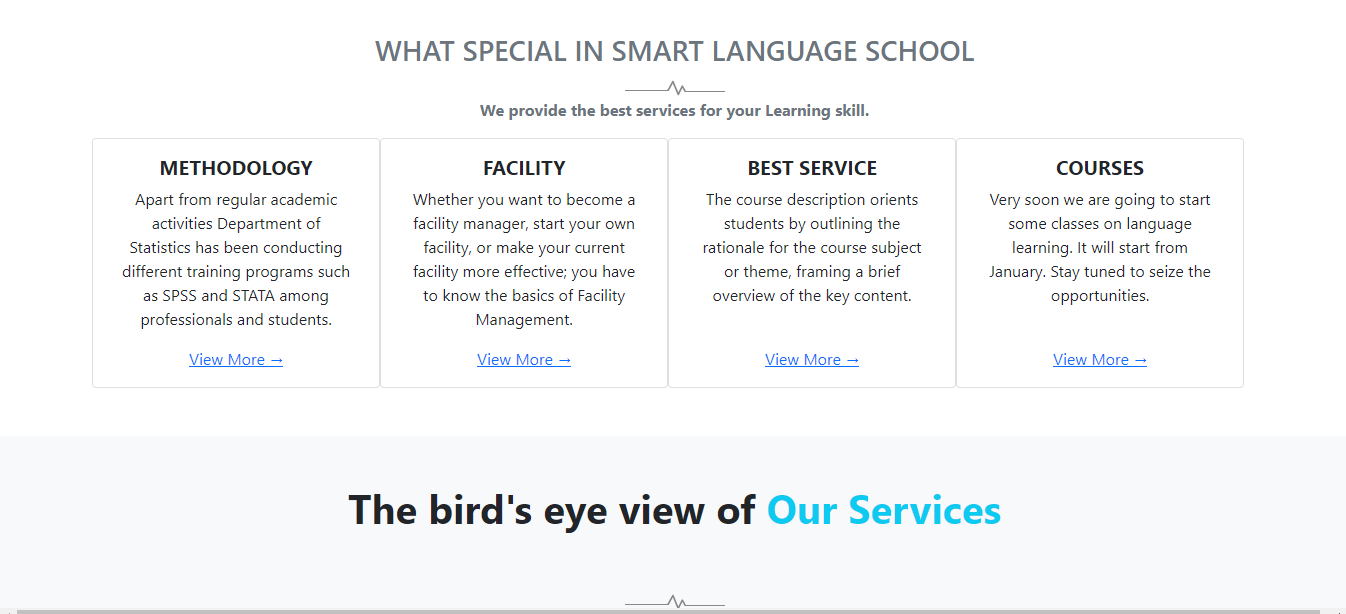 WHAT SPECIAL IN SMART LANGUAGE SCHOOL
We provide the best services for your Learning skill.
METHODOLOGY
Apart from regular academic
activities Department of
Statistics has been conducting
different training programs such
as SPSS and STATA among
professionals and students.
View More →
FACILITY
Whether you want to become a
facility manager, start your own
facility, or make your current
facility more effective; you have
to know the basics of Facility
Management.
View More →
BEST SERVICE
The course description orients
students by outlining the
rationale for the course subject
or theme, framing a brief
overview of the key content.
View More →
COURSES
Very soon we are going to start
some classes on language
learning. It will start from
January. Stay tuned to seize the
opportunities.
View More →
The bird's eye view of Our Services